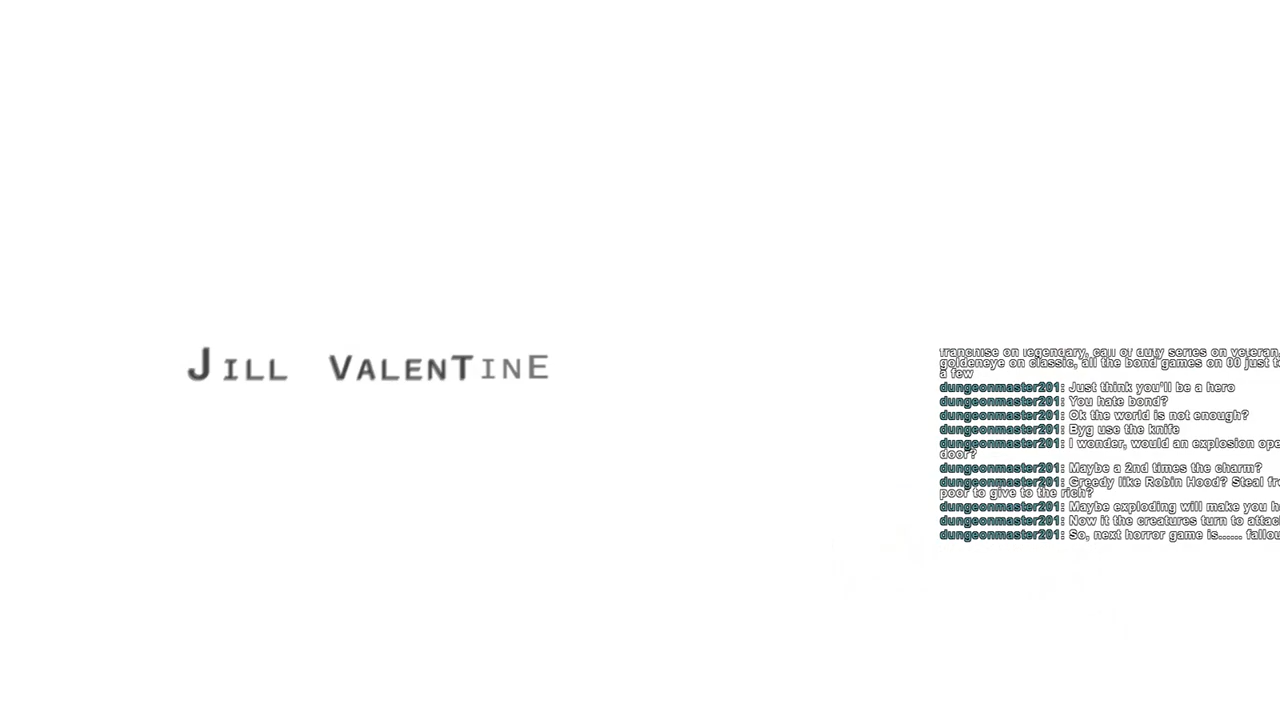 Jill Valentine
franchise on legendary, call of duty series on veteran,
goldeneye on classic, all the bond games on 00 just
a few
dungeonmaster201: Just think you'll be a hero
dungeonmaster201: You hate bond?
dungeonmaster201: Ok the world is not enough?
dungeonmaster201: Byg use the knife
dungeonmaster201: I wonder, would an explosion
door?
dungeonmaster201: Maybe a 2nd times the charm?
dungeonmaster201: Greedy like Robin Hood? Steal
poor to give to the rich?
dungeonmaster201: Maybe exploding will make you
dungeonmaster201: Now it the creatures turn to
dungeonmaster201: So, next horror game is......